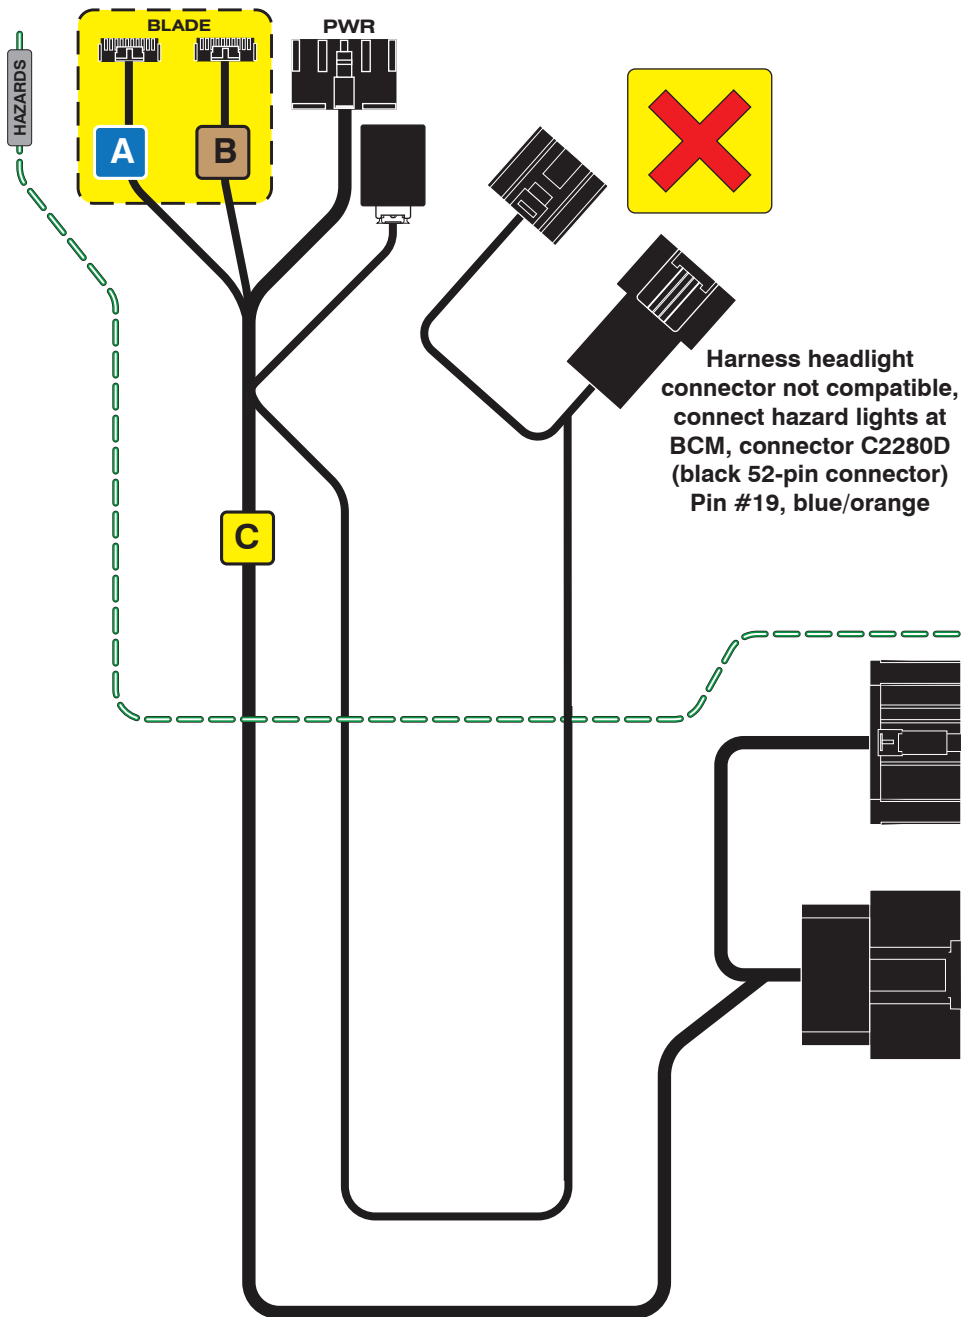 BLADE
PWR
HAZARDS
A
B
Harness headlight
connector not compatible,
connect hazard lights at
BCM, connector C2280D
(black 52-pin connector)
Pin #19, blue/orange
C